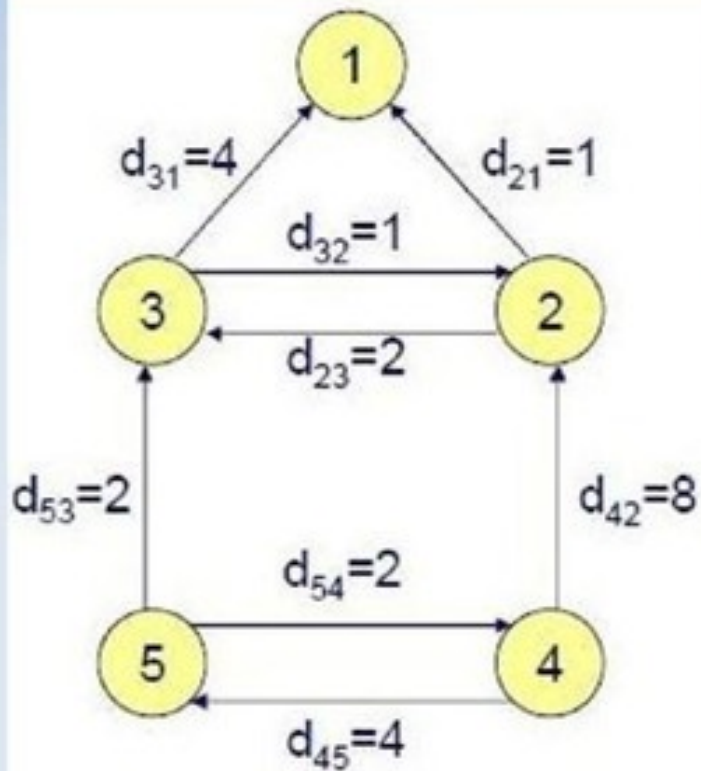 1
d₃₁=4
d₂₁=1
d₃₂=1
3
2
d₂₃=2
d₅₃=2
d₄₂=8
d₅₄=2
5
4
d₄₅=4